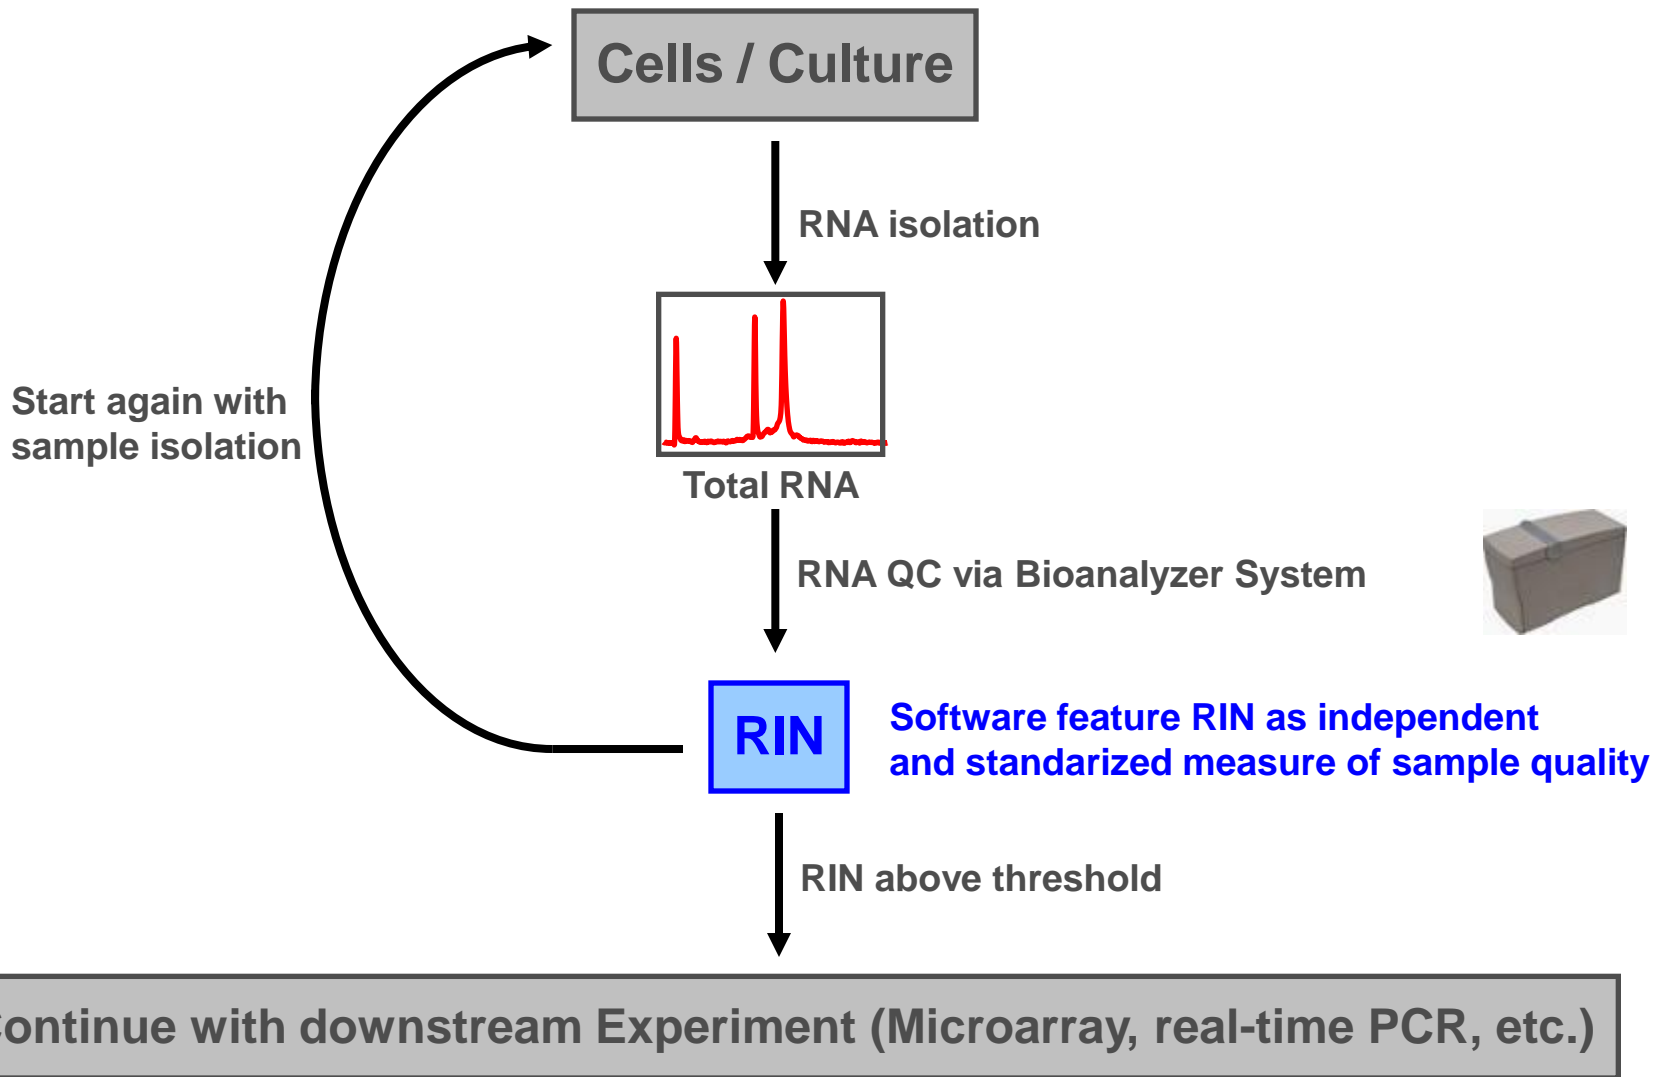 Cells / Culture
RNA isolation
Start again with
sample isolation
Total RNA
RNA QC via Bioanalyzer System
RIN
Software feature RIN as independent
and standarized measure of sample quality
RIN above threshold
Continue with downstream Experiment (Microarray, real-time PCR, etc.)